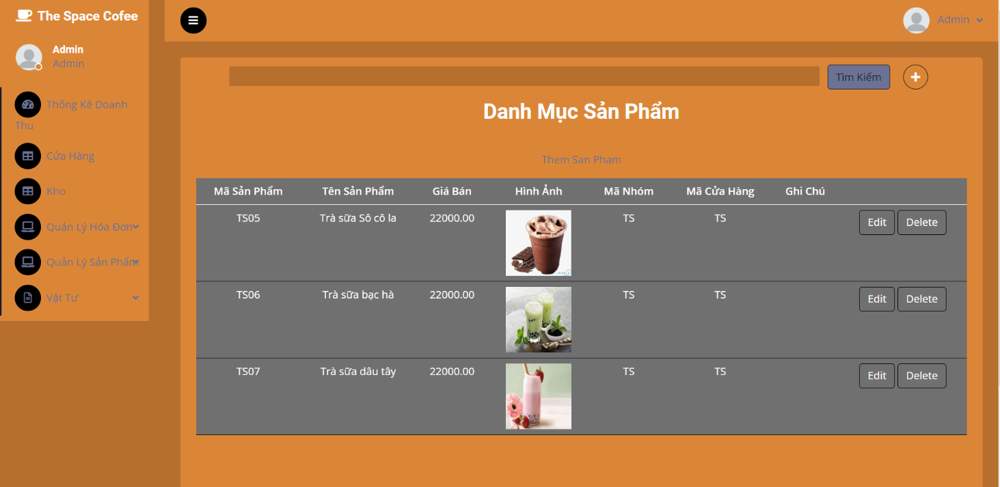 The Space Cofee
Admin
Admin
Admin
Thống Kê Doanh
Thu
Cửa Hàng
Kho
Quản Lý Hóa Đơn
Quản Lý Sản Phẩm
Vật Tư
Tìm Kiếm
Danh Mục Sản Phẩm
Them San Pham
Mã Sản Phẩm Tên Sản Phẩm Giá Bán Hình Ảnh Mã Nhóm Mã Cửa Hàng Ghi Chú
TS05 Trà sữa Sô cô la 22000.00 TS TS Edit Delete
TS06 Trà sữa bạc hà 22000.00 TS TS Edit Delete
TS07 Trà sữa dâu tây 22000.00 TS TS Edit Delete